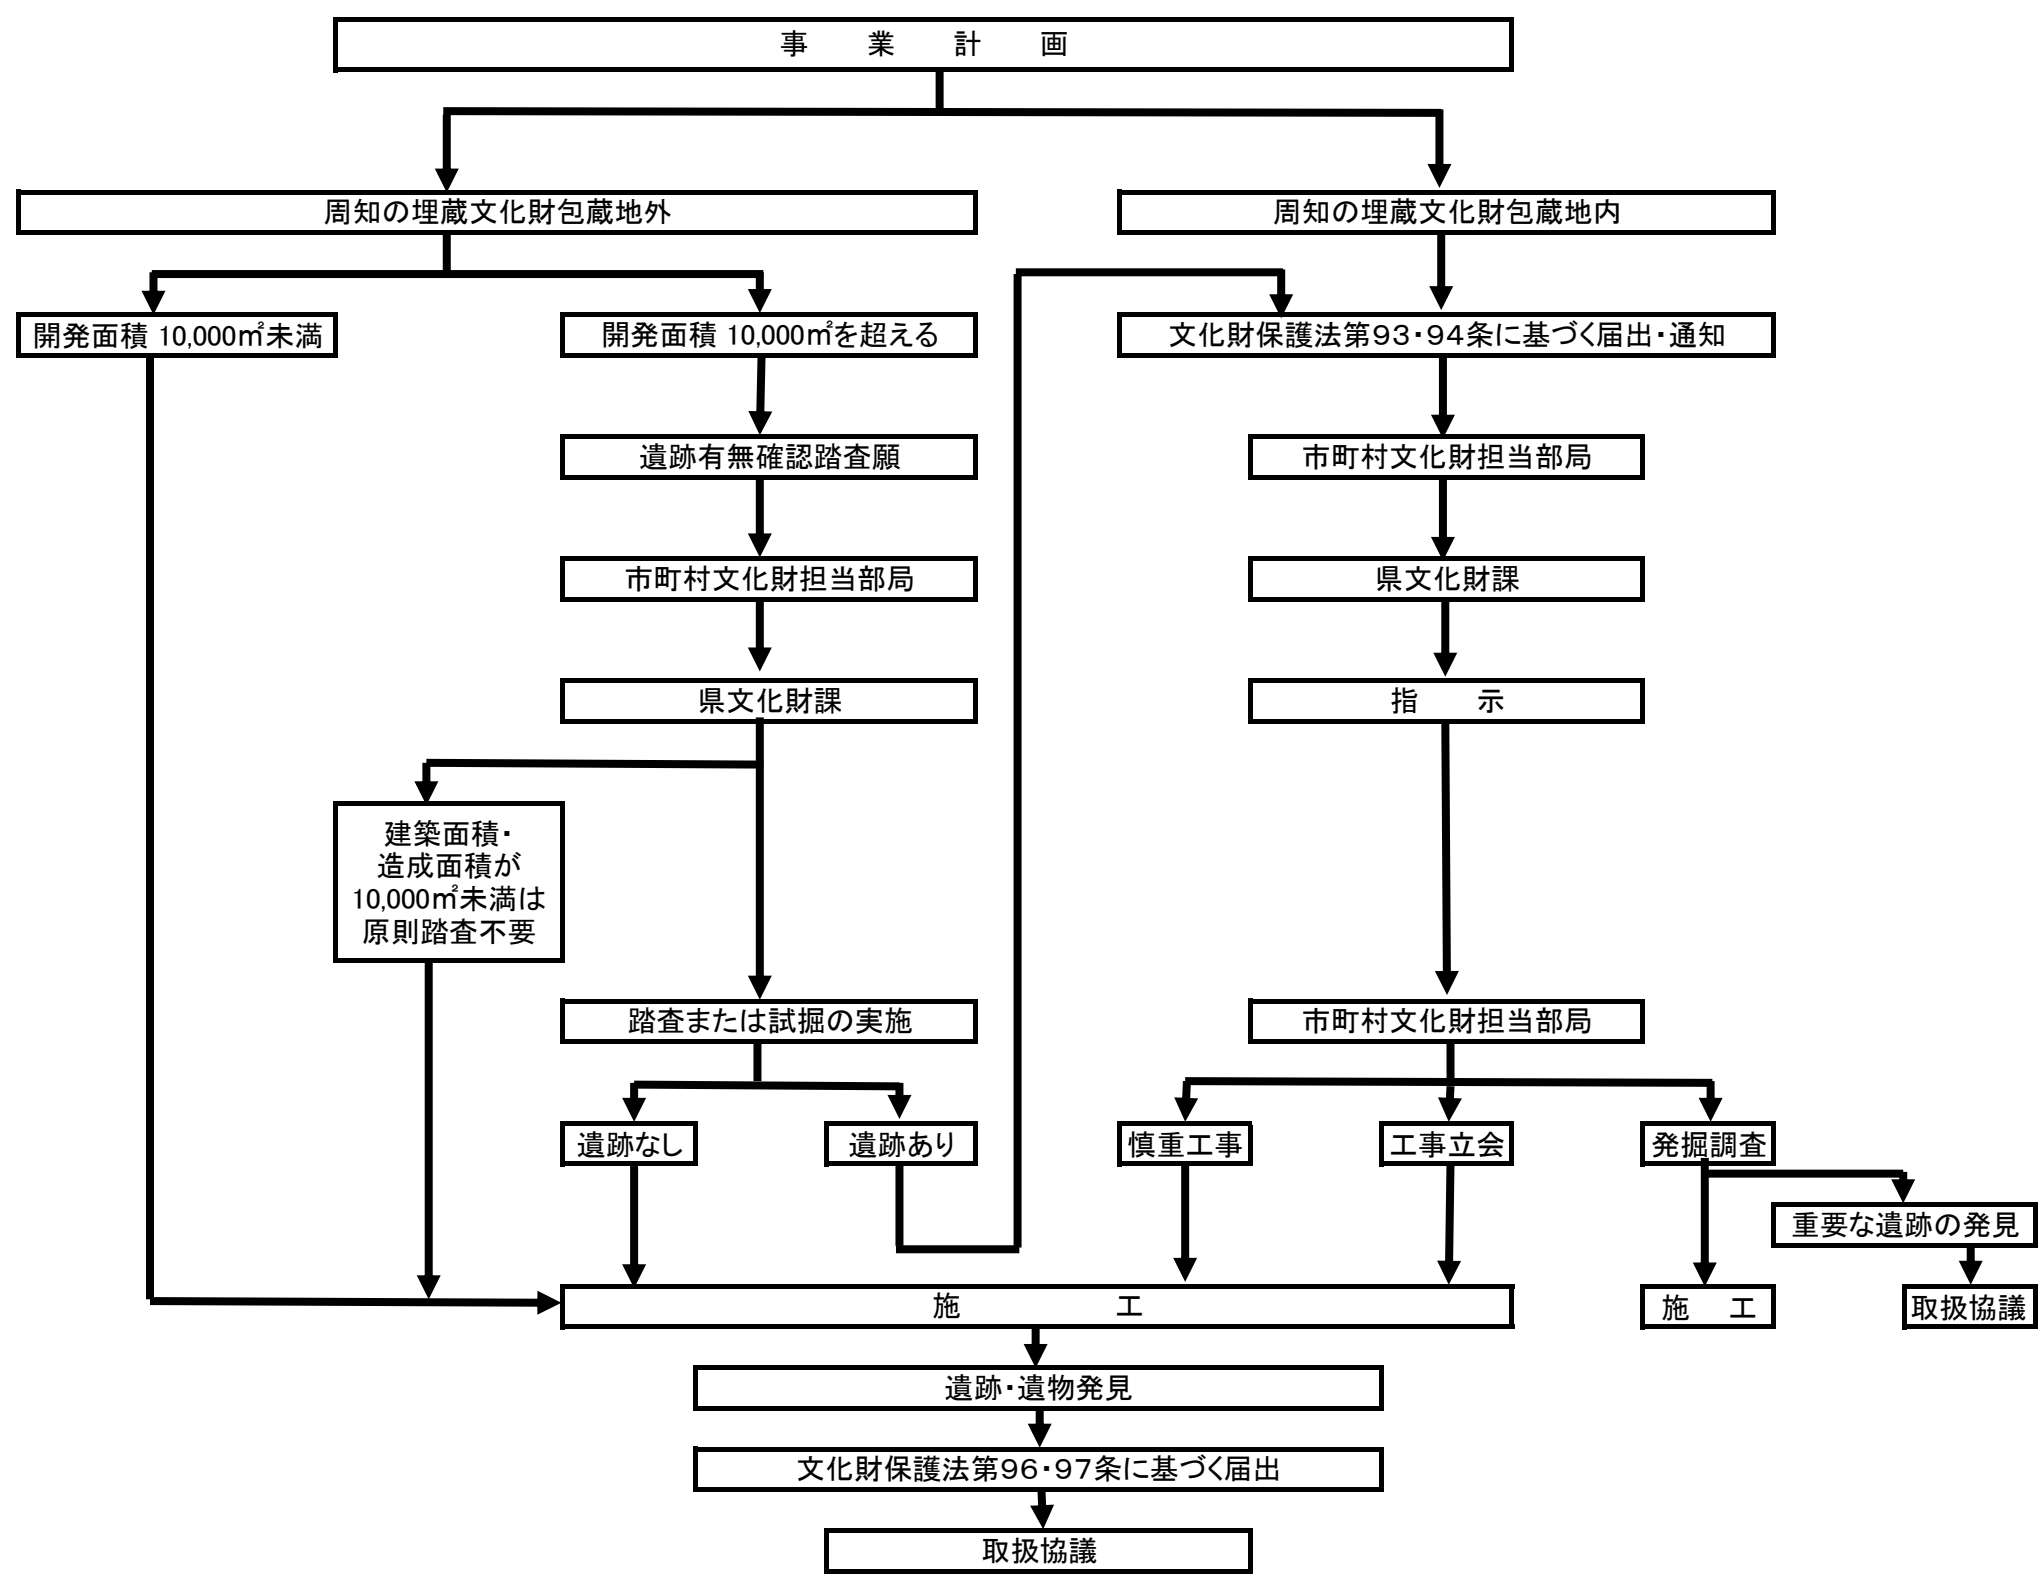 事　業　計　画
周知の埋蔵文化財包蔵地外
周知の埋蔵文化財包蔵地内
開発面積 10,000㎡未満
開発面積 10,000㎡を超える
文化財保護法第９３・９４条に基づく届出・通知
遺跡有無確認踏査願
市町村文化財担当部局
市町村文化財担当部局
県文化財課
県文化財課
指　示
建築面積・
造成面積が
10,000㎡未満は
原則踏査不要
踏査または試掘の実施
市町村文化財担当部局
遺跡なし
遺跡あり
慎重工事
工事立会
発掘調査
重要な遺跡の発見
施　工
施　工
取扱協議
遺跡・遺物発見
文化財保護法第９６・９７条に基づく届出
取扱協議